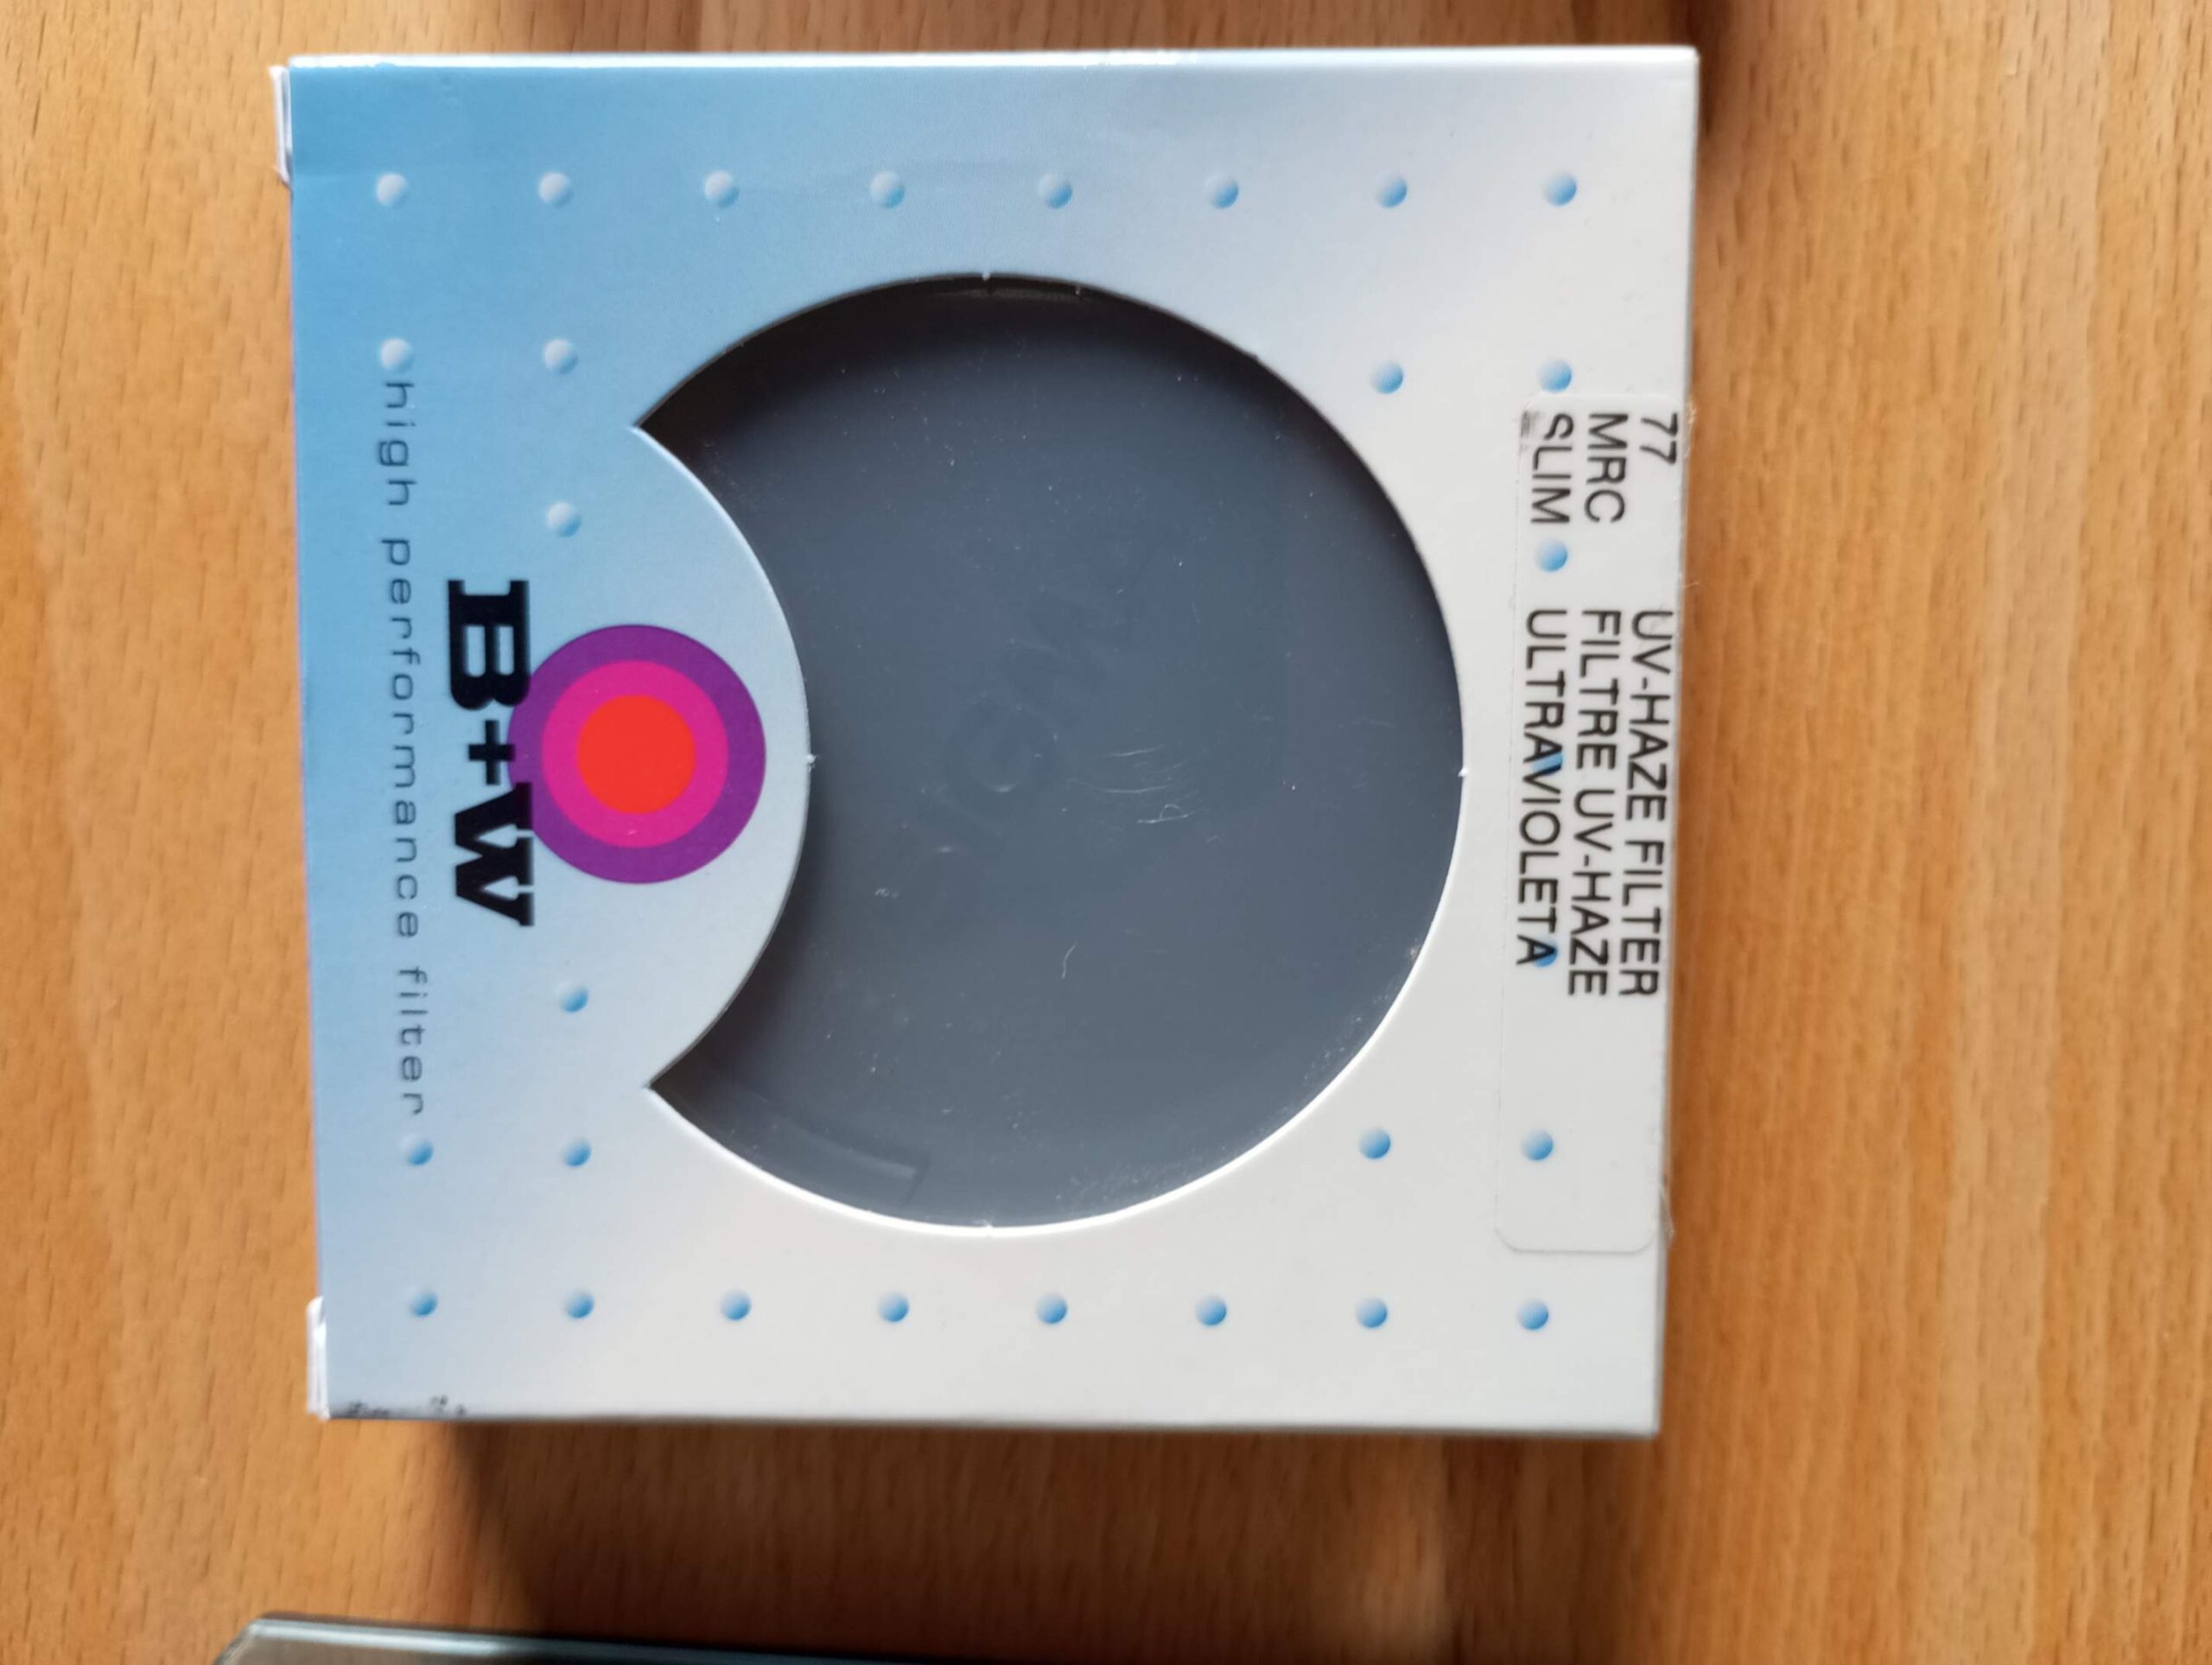 77 UV-HAZE FILTER
MRC FILTRE UV-HAZE
SLIM ULTRAVIOLETA
B+W
high performance filter